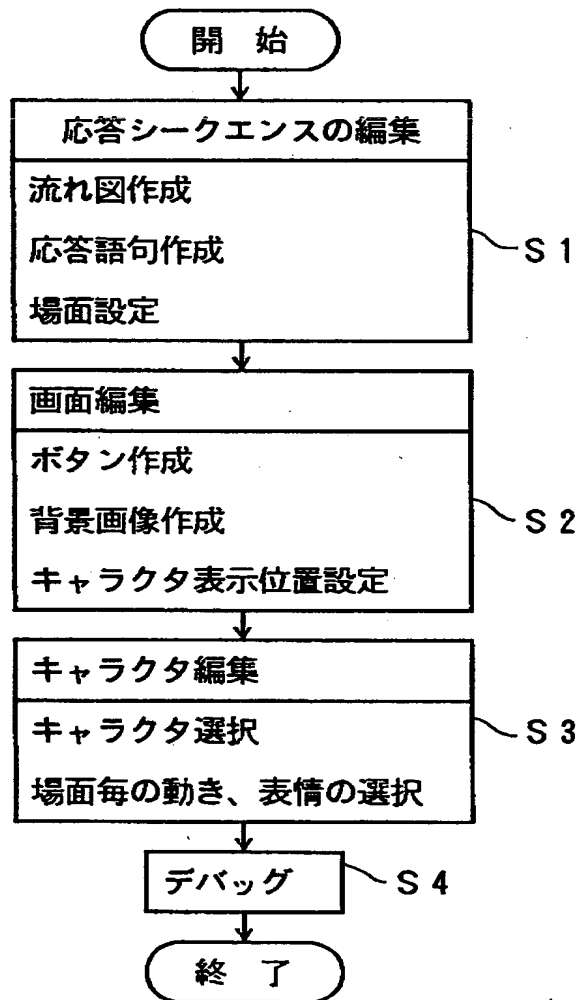 開 始
応答シークエンスの編集
流れ図作成
応答語句作成
場面設定
S 1
画面編集
ボタン作成
背景画像作成
キャラクタ表示位置設定
S 2
キャラクタ編集
キャラクタ選択
場面毎の動き、表情の選択
S 3
デバッグ
S 4
終 了